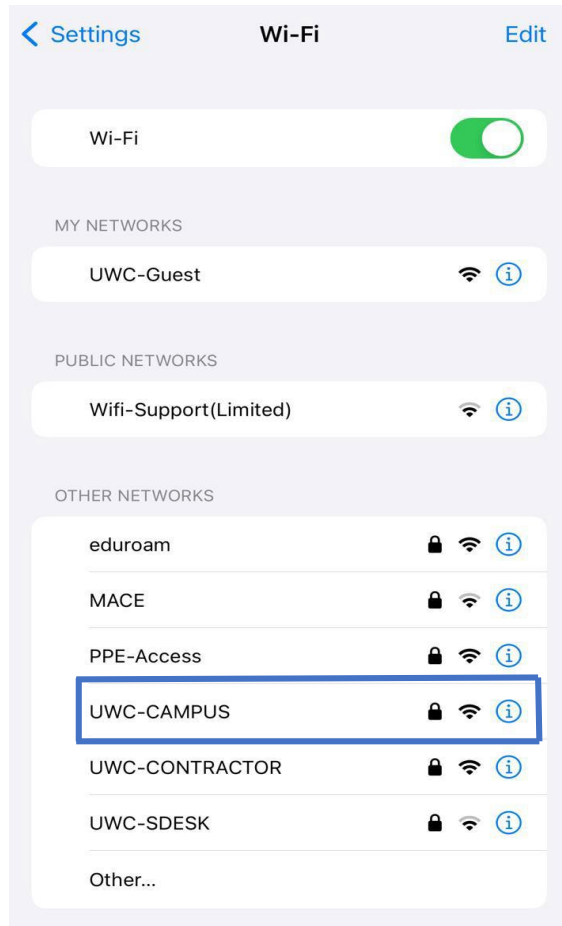 Settings Wi-Fi Edit
Wi-Fi
MY NETWORKS
UWC-Guest
PUBLIC NETWORKS
Wifi-Support(Limited)
OTHER NETWORKS
eduroam
MACE
PPE-Access
UWC-CAMPUS
UWC-CONTRACTOR
UWC-SDESK
Other...